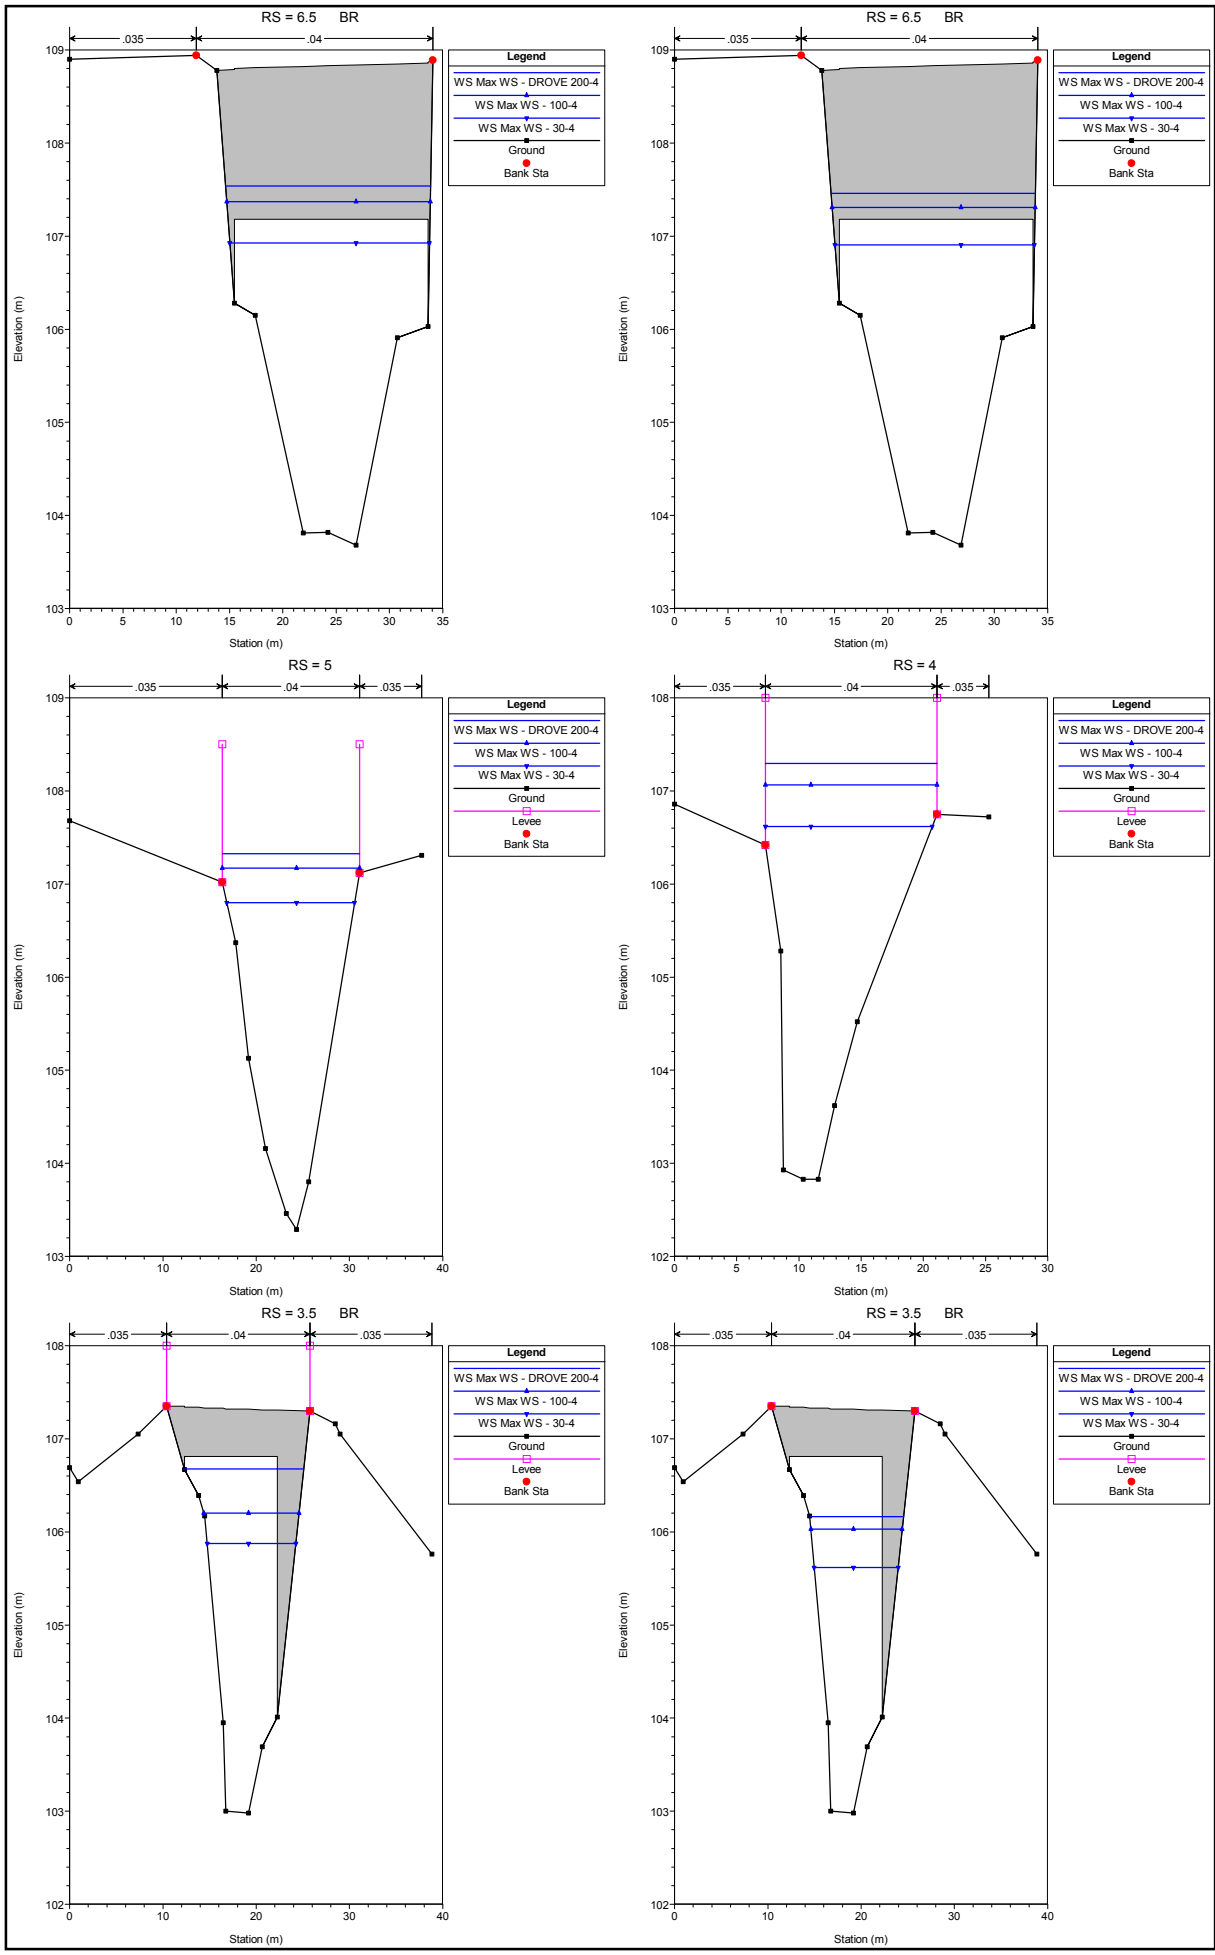 RS = 6.5 BR
.035 .04
109
108
107
106
105
104
103
0 5 10 15 20 25 30 35
Station (m)
Elevation (m)
Legend
WS Max WS - DROVE 200-4
WS Max WS - 100-4
WS Max WS - 30-4
Ground
Bank Sta
RS = 6.5 BR
.035 .04
109
108
107
106
105
104
103
0 5 10 15 20 25 30 35
Station (m)
Elevation (m)
Legend
WS Max WS - DROVE 200-4
WS Max WS - 100-4
WS Max WS - 30-4
Ground
Bank Sta
RS = 5
.035 .04 .035
109
108
107
106
105
104
103
0 10 20 30 40
Station (m)
Elevation (m)
Legend
WS Max WS - DROVE 200-4
WS Max WS - 100-4
WS Max WS - 30-4
Ground
Levee
Bank Sta
RS = 4
.035 .04 .035
108
107
106
105
104
103
102
0 5 10 15 20 25 30
Station (m)
Elevation (m)
Legend
WS Max WS - DROVE 200-4
WS Max WS - 100-4
WS Max WS - 30-4
Ground
Levee
Bank Sta
RS = 3.5 BR
.035 .04 .035
108
107
106
105
104
103
102
0 10 20 30 40
Station (m)
Elevation (m)
Legend
WS Max WS - DROVE 200-4
WS Max WS - 100-4
WS Max WS - 30-4
Ground
Levee
Bank Sta
RS = 3.5 BR
.035 .04 .035
108
107
106
105
104
103
102
0 10 20 30 40
Station (m)
Elevation (m)
Legend
WS Max WS - DROVE 200-4
WS Max WS - 100-4
WS Max WS - 30-4
Ground
Levee
Bank Sta